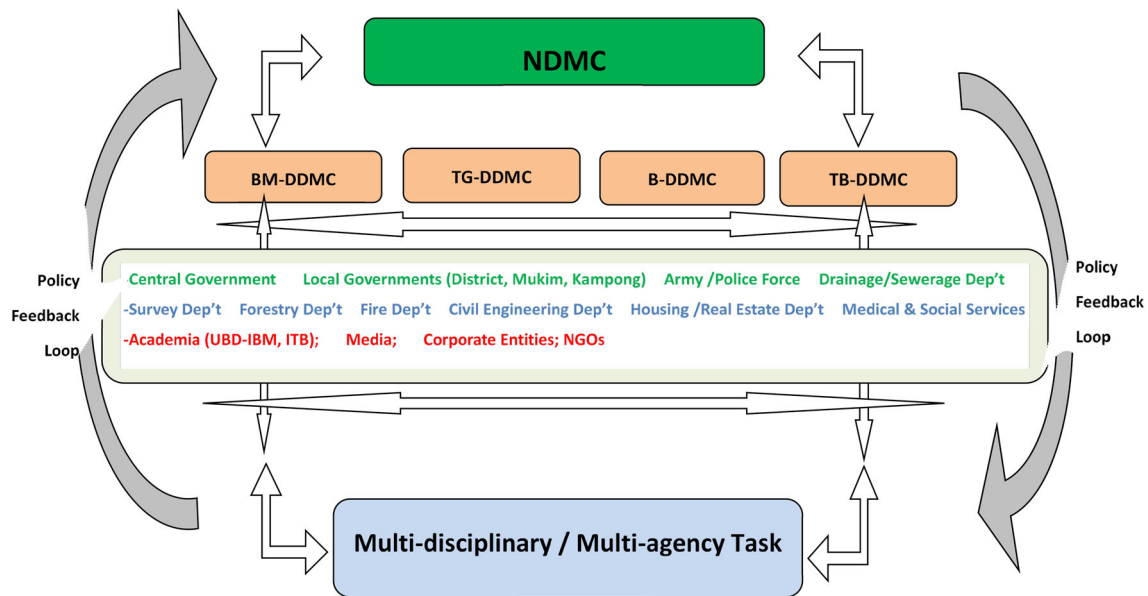 NDMC
BM-DDMC
TG-DDMC
B-DDMC
TB-DDMC
-Central Government Local Governments (District, Mukim, Kampong) Army /Police Force Drainage/Sewerage Dep't
-Survey Dep't Forestry Dep't Fire Dep't Civil Engineering Dep't Housing /Real Estate Dep't Medical & Social Services
-Academia (UBD-IBM, ITB); Media; Corporate Entities; NGOs
Policy
Feedback
Loop
Policy
Feedback
Loop
Multi-disciplinary / Multi-agency Task